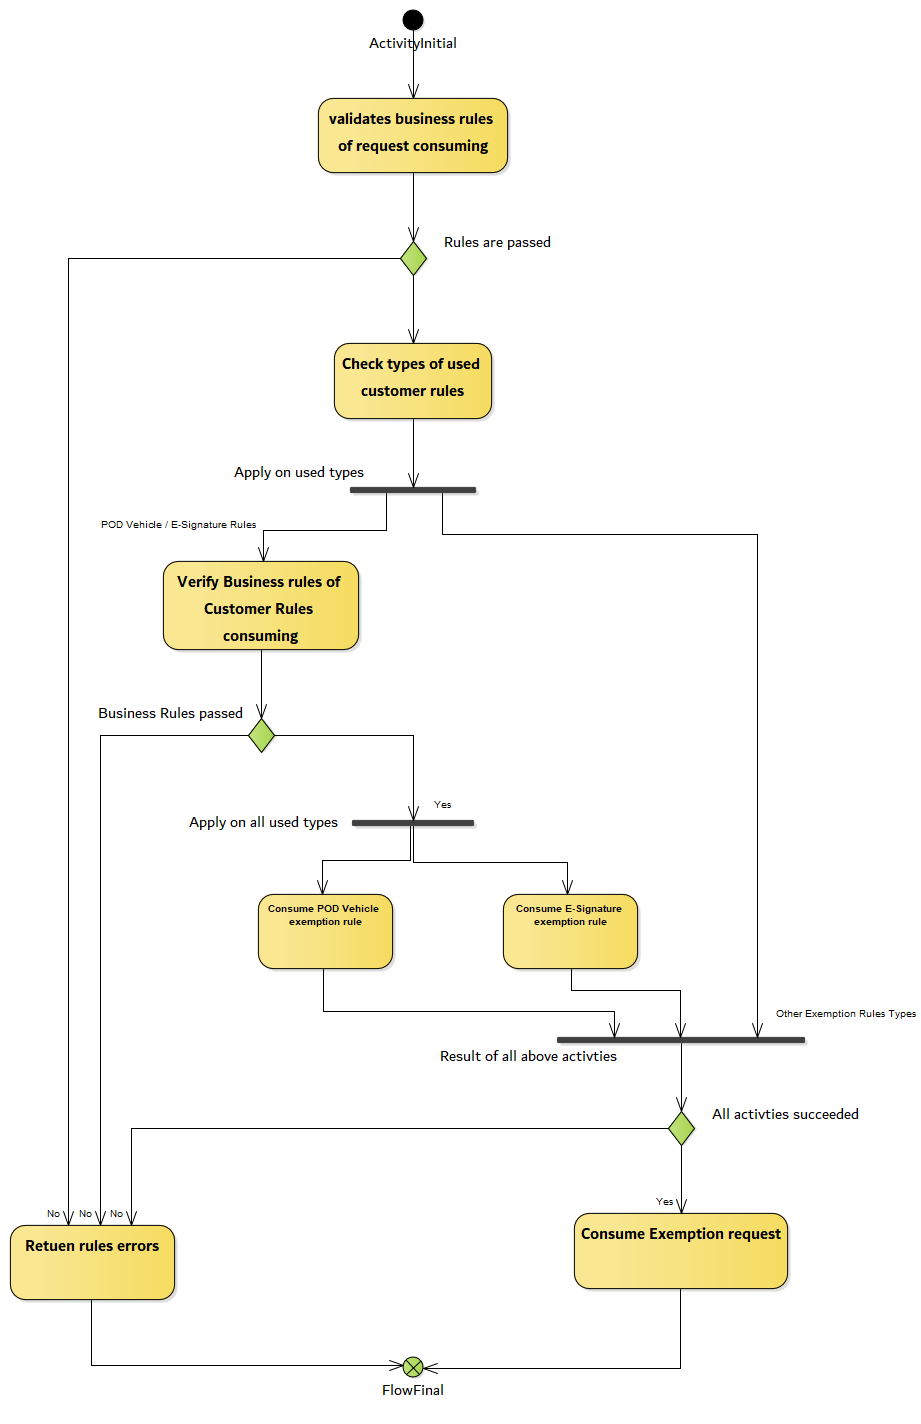 ActivityInitial
validates business rules
of request consuming
Rules are passed
Check types of used
customer rules
Apply on used types
POD Vehicle / E-Signature Rules
Verify Business rules of
Customer Rules
consuming
Business Rules passed
Yes
Apply on all used types
Consume POD Vehicle
exemption rule
Consume E-Signature
exemption rule
Other Exemption Rules Types
Result of all above activties
All activties succeeded
Yes
No
No
No
Retuen rules errors
Consume Exemption request
FlowFinal